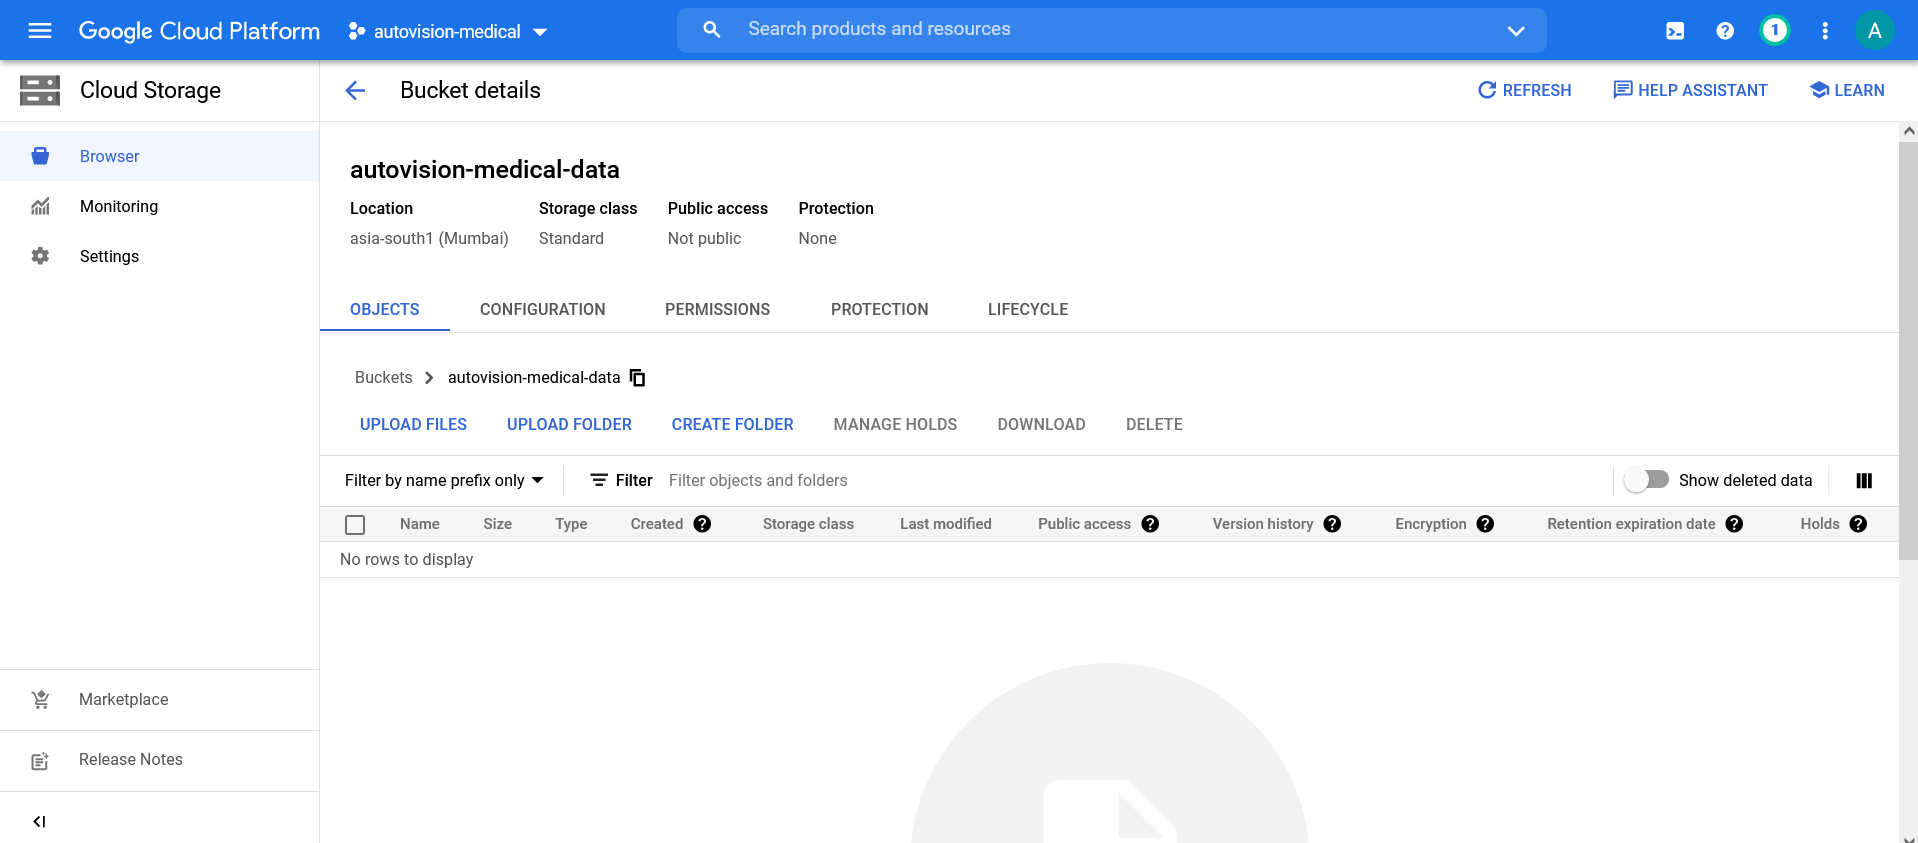 Google Cloud Platform autovision-medical Search products and resources 1 A
Cloud Storage
Bucket details REFRESH HELP ASSISTANT LEARN
Browser
Monitoring
Settings
Marketplace
Release Notes
autovision-medical-data
Location Storage class Public access Protection
asia-south1 (Mumbai) Standard Not public None
OBJECTS CONFIGURATION PERMISSIONS PROTECTION LIFECYCLE
Buckets > autovision-medical-data
UPLOAD FILES UPLOAD FOLDER CREATE FOLDER MANAGE HOLDS DOWNLOAD DELETE
Filter by name prefix only Filter Filter objects and folders Show deleted data
Name Size Type Created Storage class Last modified Public access Version history Encryption Retention expiration date Holds
No rows to display